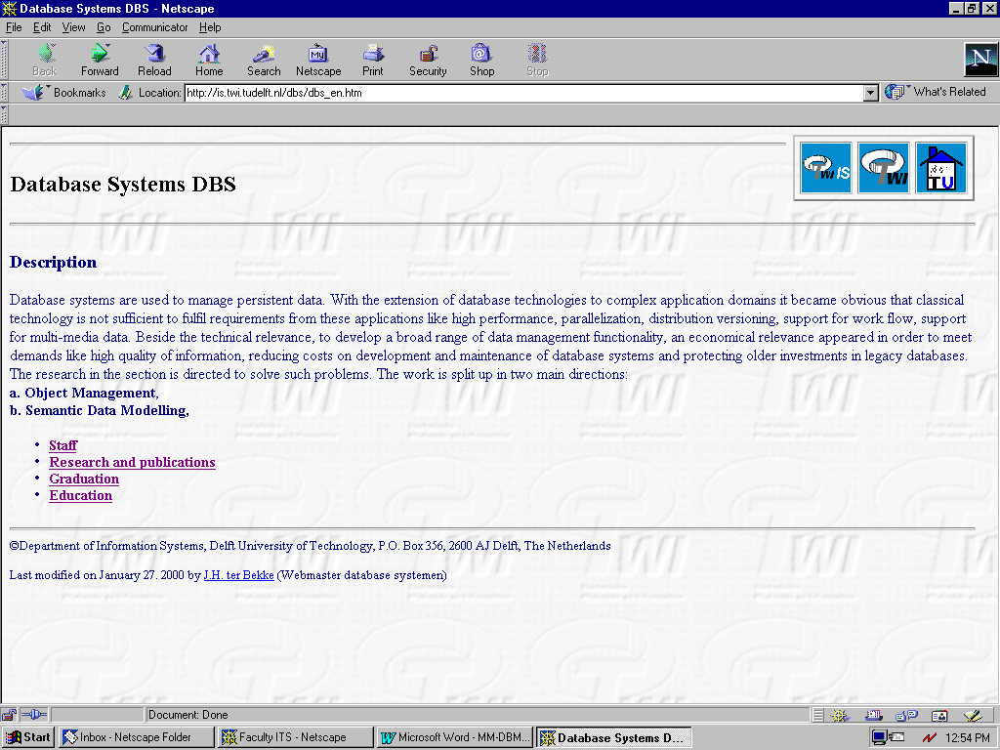 Database Systems DBS - Netscape
File Edit View Go Communicator Help
Back Forward Reload Home Search Netscape Print Security Shop Stop
My
N
Bookmarks Location: http://is.twi.tudelft.nl/dbs/dbs_en.htm What's Related
TWI IS TWI TU
Database Systems DBS
Description
Database systems are used to manage persistent data. With the extension of database technologies to complex application domains it became obvious that classical
technology is not sufficient to fulfil requirements from these applications like high performance, parallelization, distribution versioning, support for work flow, support
for multi-media data. Beside the technical relevance, to develop a broad range of data management functionality, an economical relevance appeared in order to meet
demands like high quality of information, reducing costs on development and maintenance of database systems and protecting older investments in legacy databases.
The research in the section is directed to solve such problems. The work is split up in two main directions:
a. Object Management,
b. Semantic Data Modelling,
• Staff
• Research and publications
• Graduation
• Education
©Department of Information Systems, Delft University of Technology, P.O. Box 356, 2600 AJ Delft, The Netherlands
Last modified on January 27. 2000 by J.H. ter Bekke (Webmaster database systemen)
Document: Done
Start Inbox - Netscape Folder Faculty ITS - Netscape Microsoft Word - MM-DBM... Database Systems D... 12:54 PM